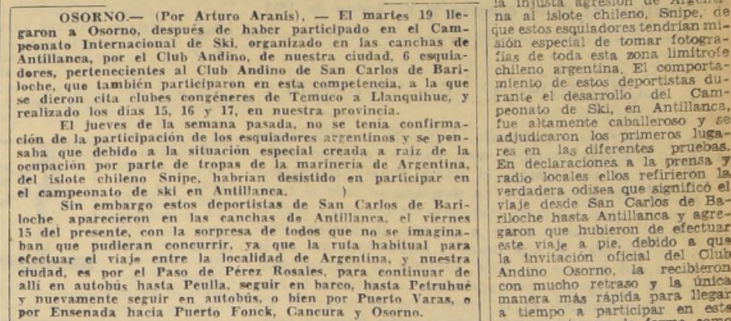 OSORNO.— (Por Arturo Aranis), — El martes 19 lle-
garon a Osorno, después de haber participado en el Cam-
peonato Internacional de Ski, organizado en las canchas de
Antillanca, por el Club Andino, de nuestra ciudad, 6 esquia-
dores, pertenecientes al Club Andino de San Carlos de Bari-
loche, que también participaron en esta competencia, a la que
se dieron cita clubes congéneres de Temuco a Llanquihue, y
realizado los días 15, 16 y 17, en nuestra provincia.
El jueves de la semana pasada, no se tenía confirma-
ción de la participación de los esquiadores argentinos y se pen-
saba que debido a la situación especial creada a raiz de la
ocupación por parte de tropas de la marinería de Argentina,
del islote chileno Snipe, habrían desistido en participar en
el campeonato de ski en Antillanca. )
Sin embargo estos deportistas de San Carlos de Bari-
loche aparecieron en las canchas de Antillanca, el viernes
15 del presente, con la sorpresa de todos que no se imagina-
ban que pudieran concurrir, ya que la ruta habitual para
efectuar el viaje entre la localidad de Argentina, y nuestra
ciudad, es por el Paso de Pérez Rosales, para continuar de
allí en autobús hasta Peulla, seguir en barco, hasta Petruhué
y nuevamente seguir en autobús, o bien por Puerto Varas, o
por Ensenada hacia Puerto Fonck, Cancura y Osorno.
la injusta agresión de
na al islote chileno, Snipe, de
que estos esquiadores tendrían mi-
sión especial de tomar fotogra-
fías de toda esta zona limítrofe
chileno argentina. El comporta-
miento de estos deportistas du-
rante el desarrollo del Cam-
peonato de Ski, en Antillanca,
fue altamente caballeroso y se
adjudicaron los primeros luga-
res en las diferentes pruebas.
En declaraciones a la prensa y
radio locales ellos refirieron la
verdadera odisea que significó el
viaje desde San Carlos de Ba-
riloche hasta Antillanca y agre-
garon que hubieron de efectuar
este viaje a pie, debido a que
la invitación oficial del Club
Andino Osorno, la recibieron
con mucho retraso y la única
manera más rápida para llegar
a tiempo a participar en esta